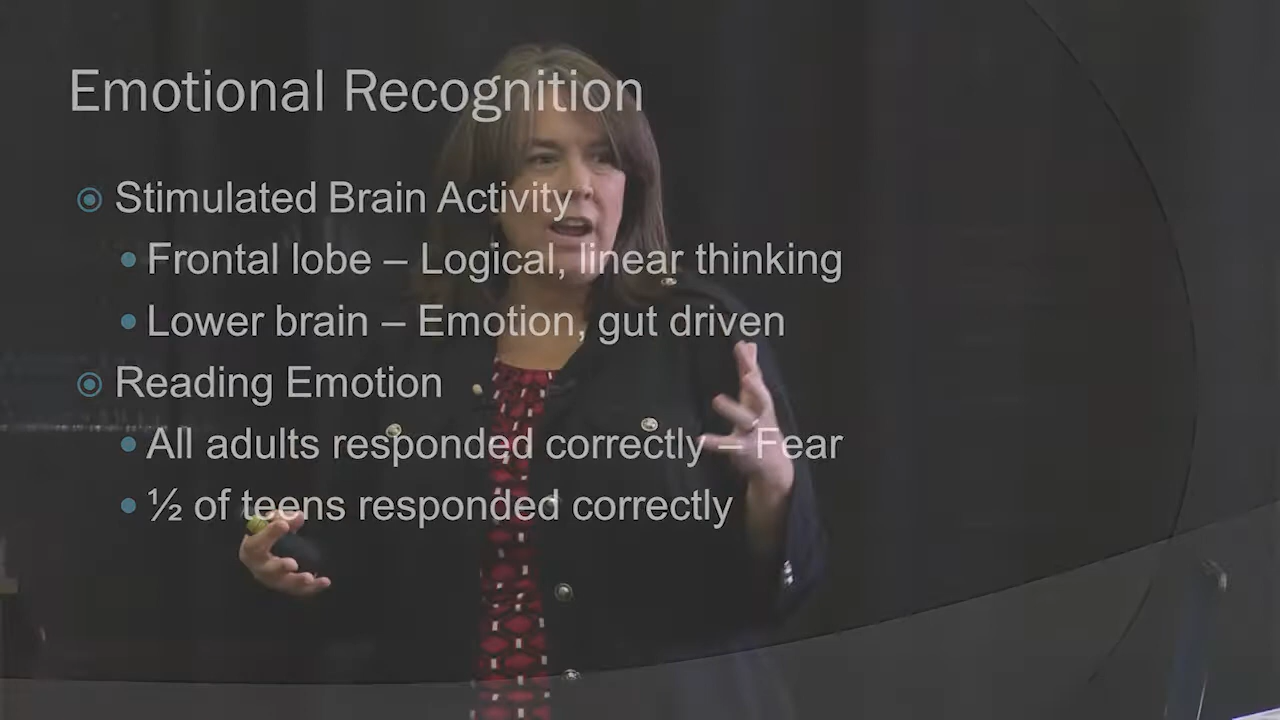 Emotional Recognition
Stimulated Brain Activity
Frontal lobe – Logical, linear thinking
Lower brain – Emotion, gut driven
Reading Emotion
All adults responded correctly – Fear
½ of teens responded correctly